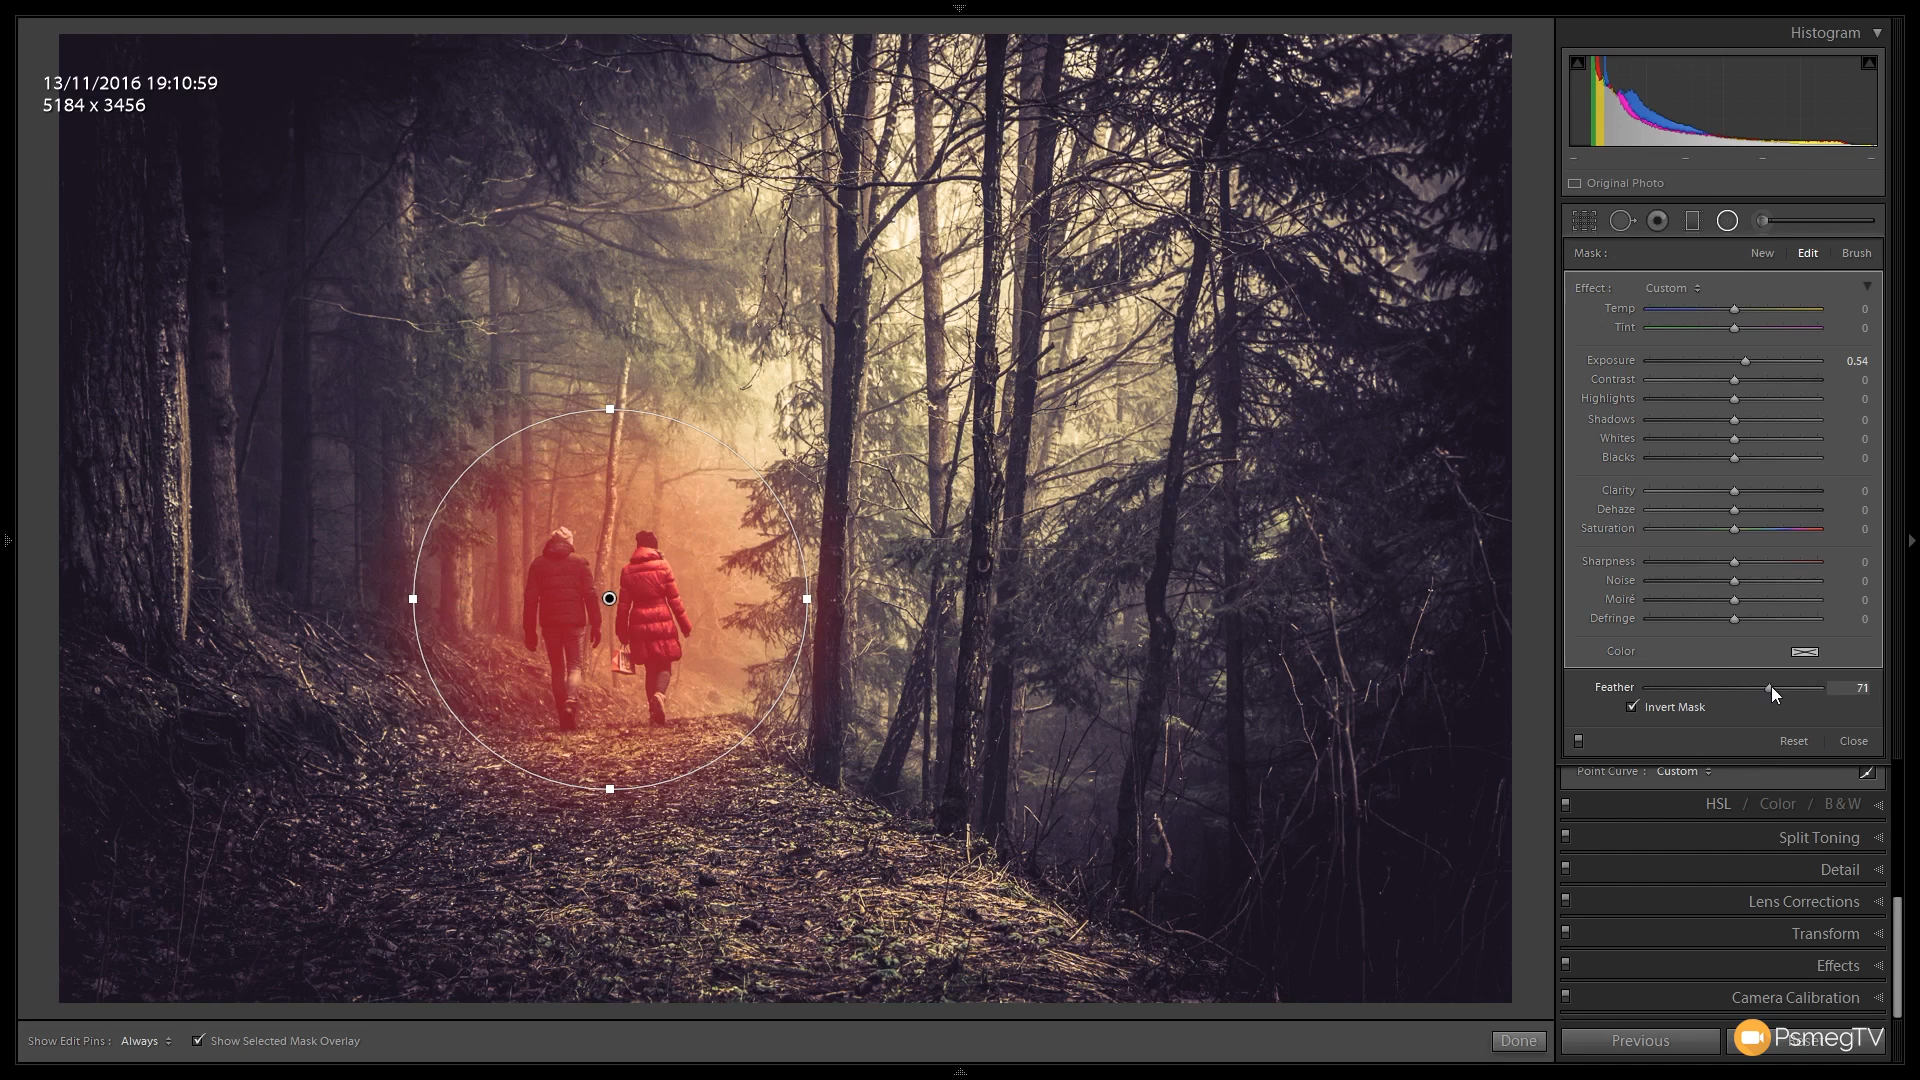 Histogram
13/11/2016 19:10:59
5184 x 3456
Original Photo
Mask : New Edit Brush
Effect : Custom
Temp 0
Tint 0
Exposure 0.54
Contrast 0
Highlights 0
Shadows 0
Whites 0
Blacks 0
Clarity 0
Dehaze 0
Saturation 0
Sharpness 0
Noise 0
Moiré 0
Defringe 0
Color
Feather 71
Invert Mask
Reset Close
Point Curve : Custom
HSL / Color / B & W
Split Toning
Detail
Lens Corrections
Transform
Effects
Camera Calibration
Show Edit Pins : Always Show Selected Mask Overlay Done
Previous
PsmegTV